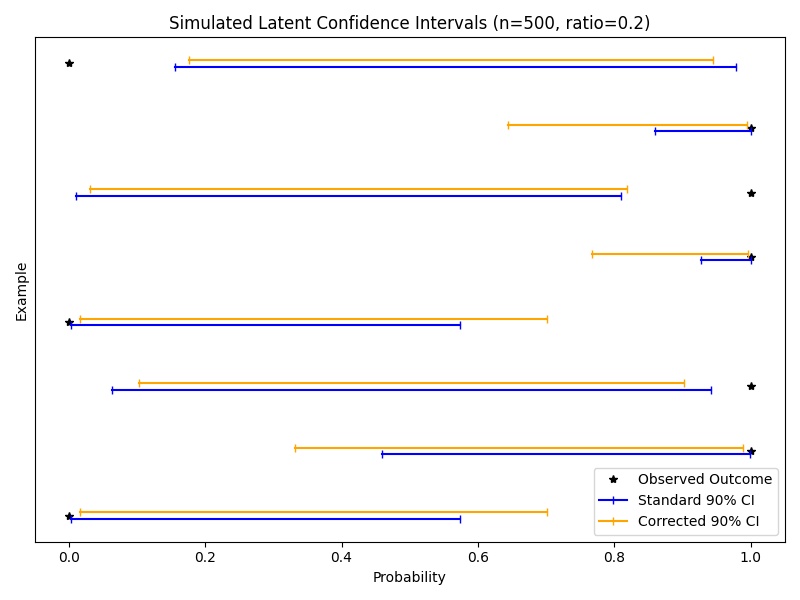 Simulated Latent Confidence Intervals (n=500, ratio=0.2)
Example
Observed Outcome
Standard 90% CI
Corrected 90% CI
0.0 0.2 0.4 0.6 0.8 1.0
Probability